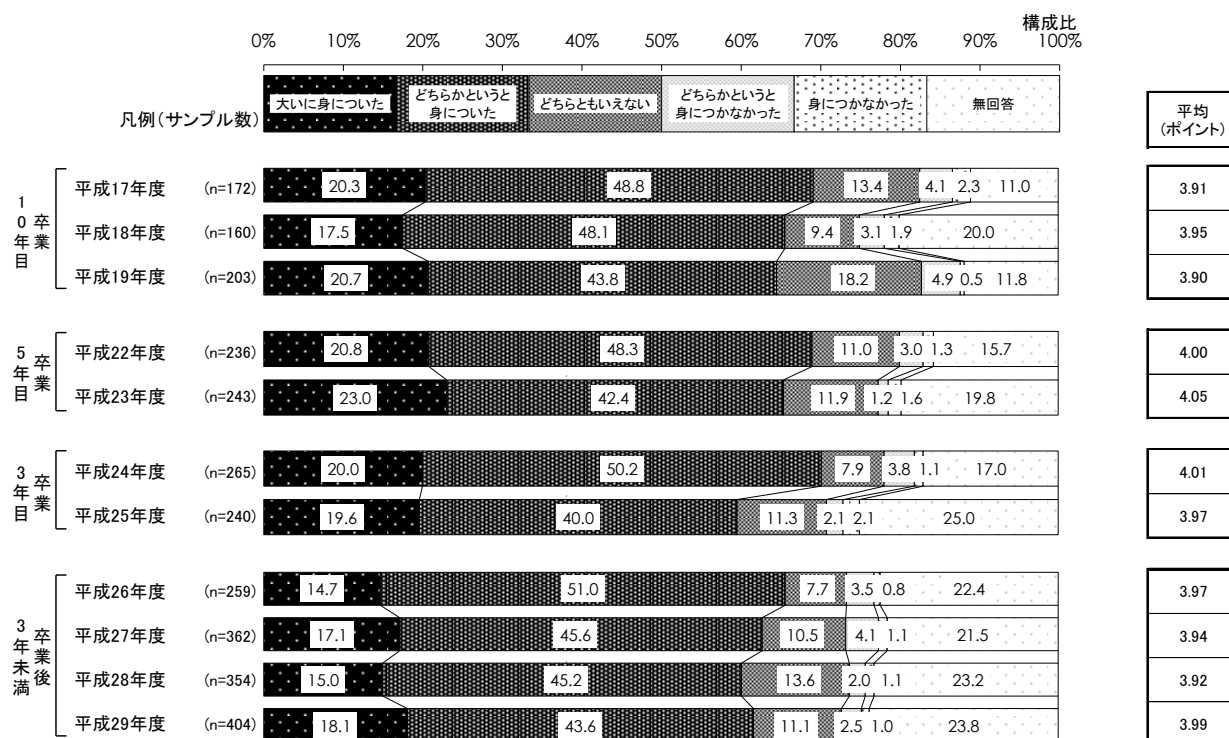 構成比
0% 10% 20% 30% 40% 50% 60% 70% 80% 90% 100%
凡例(サンプル数)
大いに身についた
どちらかというと
身についた
どちらともいえない
どちらかというと
身につかなかった
身につかなかった
無回答
平均
(ポイント)
卒業
10年目
平成17年度 (n=172) 20.3 48.8 13.4 4.1 2.3 11.0 3.91
平成18年度 (n=160) 17.5 48.1 9.4 3.1 1.9 20.0 3.95
平成19年度 (n=203) 20.7 43.8 18.2 4.9 0.5 11.8 3.90
卒業
5年目
平成22年度 (n=236) 20.8 48.3 11.0 3.0 1.3 15.7 4.00
平成23年度 (n=243) 23.0 42.4 11.9 1.2 1.6 19.8 4.05
卒業
3年目
平成24年度 (n=265) 20.0 50.2 7.9 3.8 1.1 17.0 4.01
平成25年度 (n=240) 19.6 40.0 11.3 2.1 2.1 25.0 3.97
卒業後
3年未満
平成26年度 (n=259) 14.7 51.0 7.7 3.5 0.8 22.4 3.97
平成27年度 (n=362) 17.1 45.6 10.5 4.1 1.1 21.5 3.94
平成28年度 (n=354) 15.0 45.2 13.6 2.0 1.1 23.2 3.92
平成29年度 (n=404) 18.1 43.6 11.1 2.5 1.0 23.8 3.99